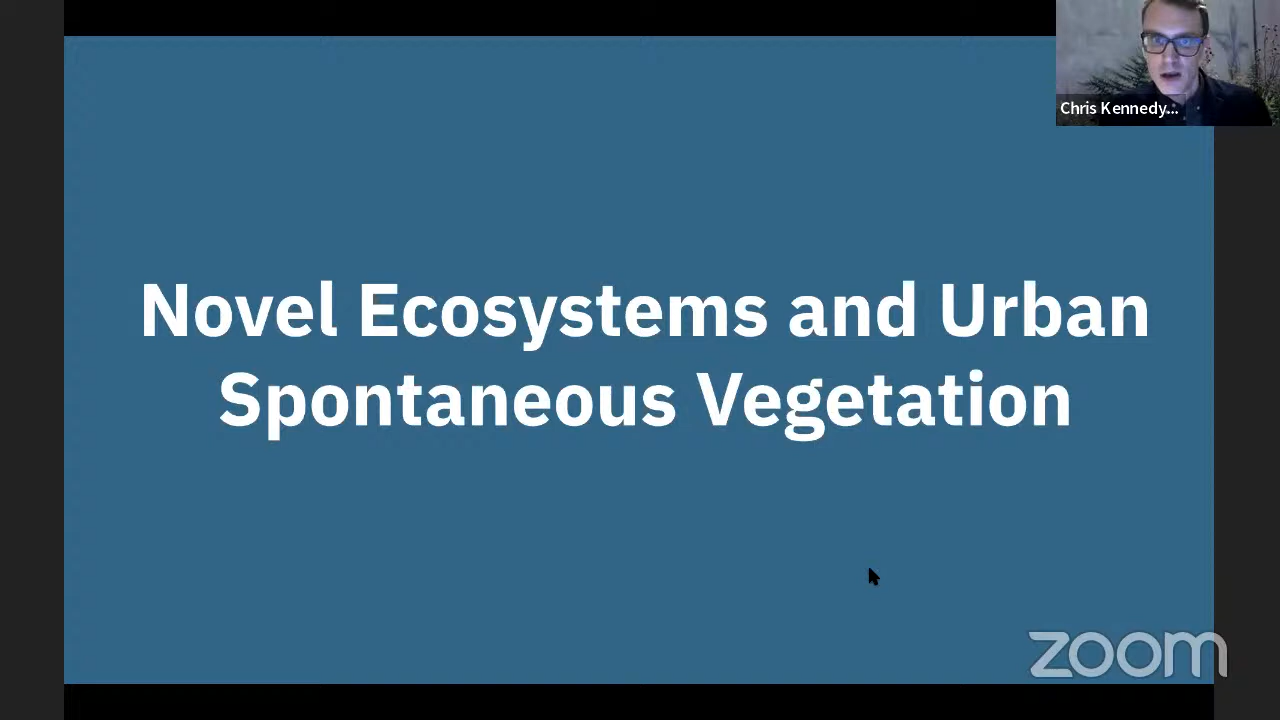 Chris Kennedy...
Novel Ecosystems and Urban
Spontaneous Vegetation
zoom